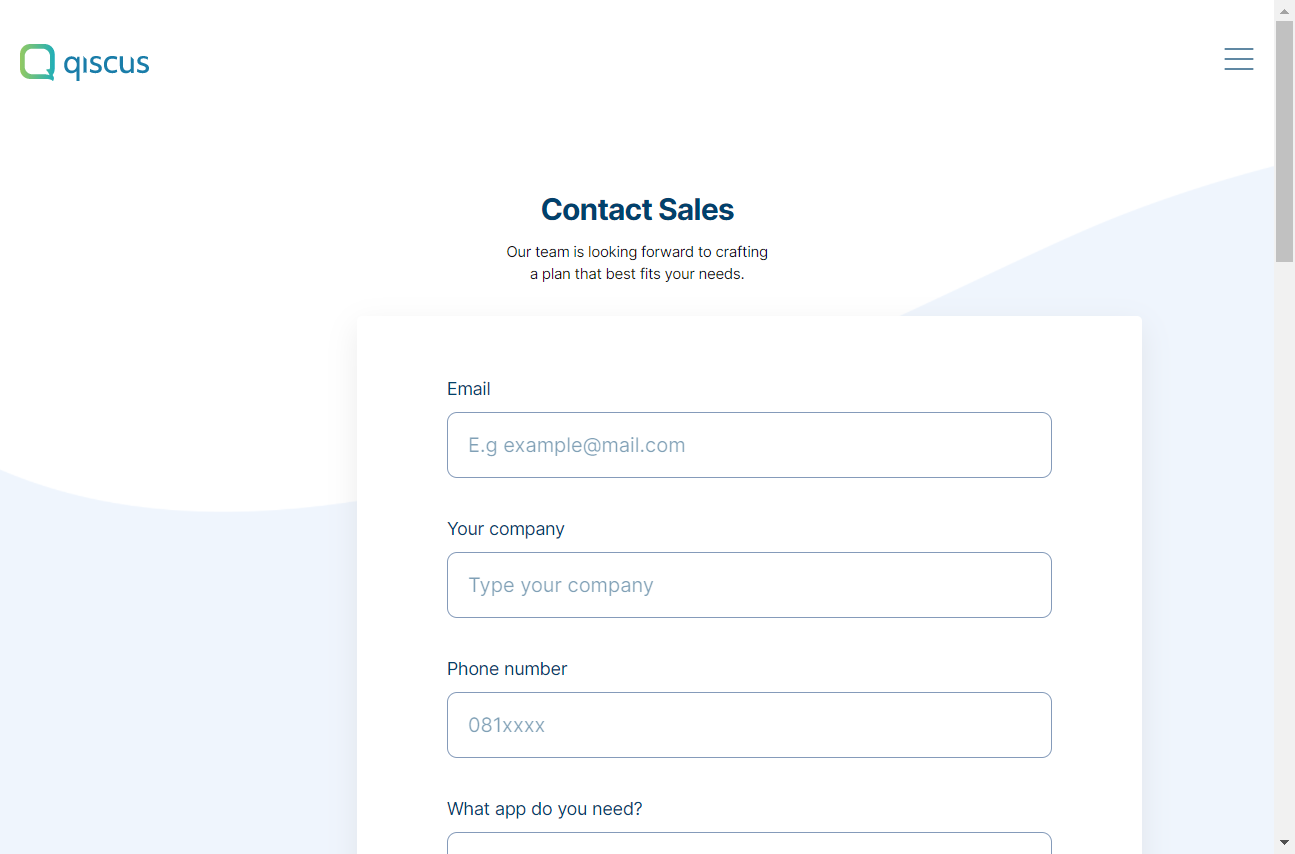 qiscus
Contact Sales
Our team is looking forward to crafting
a plan that best fits your needs.
Email
E.g example@mail.com
Your company
Type your company
Phone number
081xxxx
What app do you need?